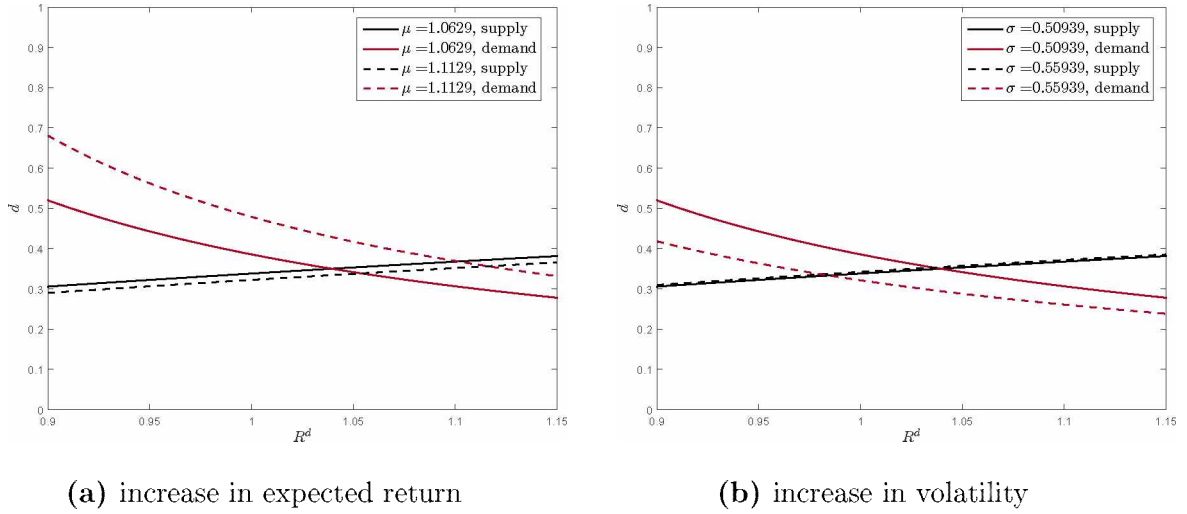 1
0.9
0.8
0.7
0.6
0.5
0.4
0.3
0.2
0.1
0
d
0.9 0.95 1 1.05 1.1 1.15
R^d
μ =1.0629, supply
μ =1.0629, demand
μ =1.1129, supply
μ =1.1129, demand
(a) increase in expected return
1
0.9
0.8
0.7
0.6
0.5
0.4
0.3
0.2
0.1
0
d
0.9 0.95 1 1.05 1.1 1.15
R^d
σ =0.50939, supply
σ =0.50939, demand
σ =0.55939, supply
σ =0.55939, demand
(b) increase in volatility